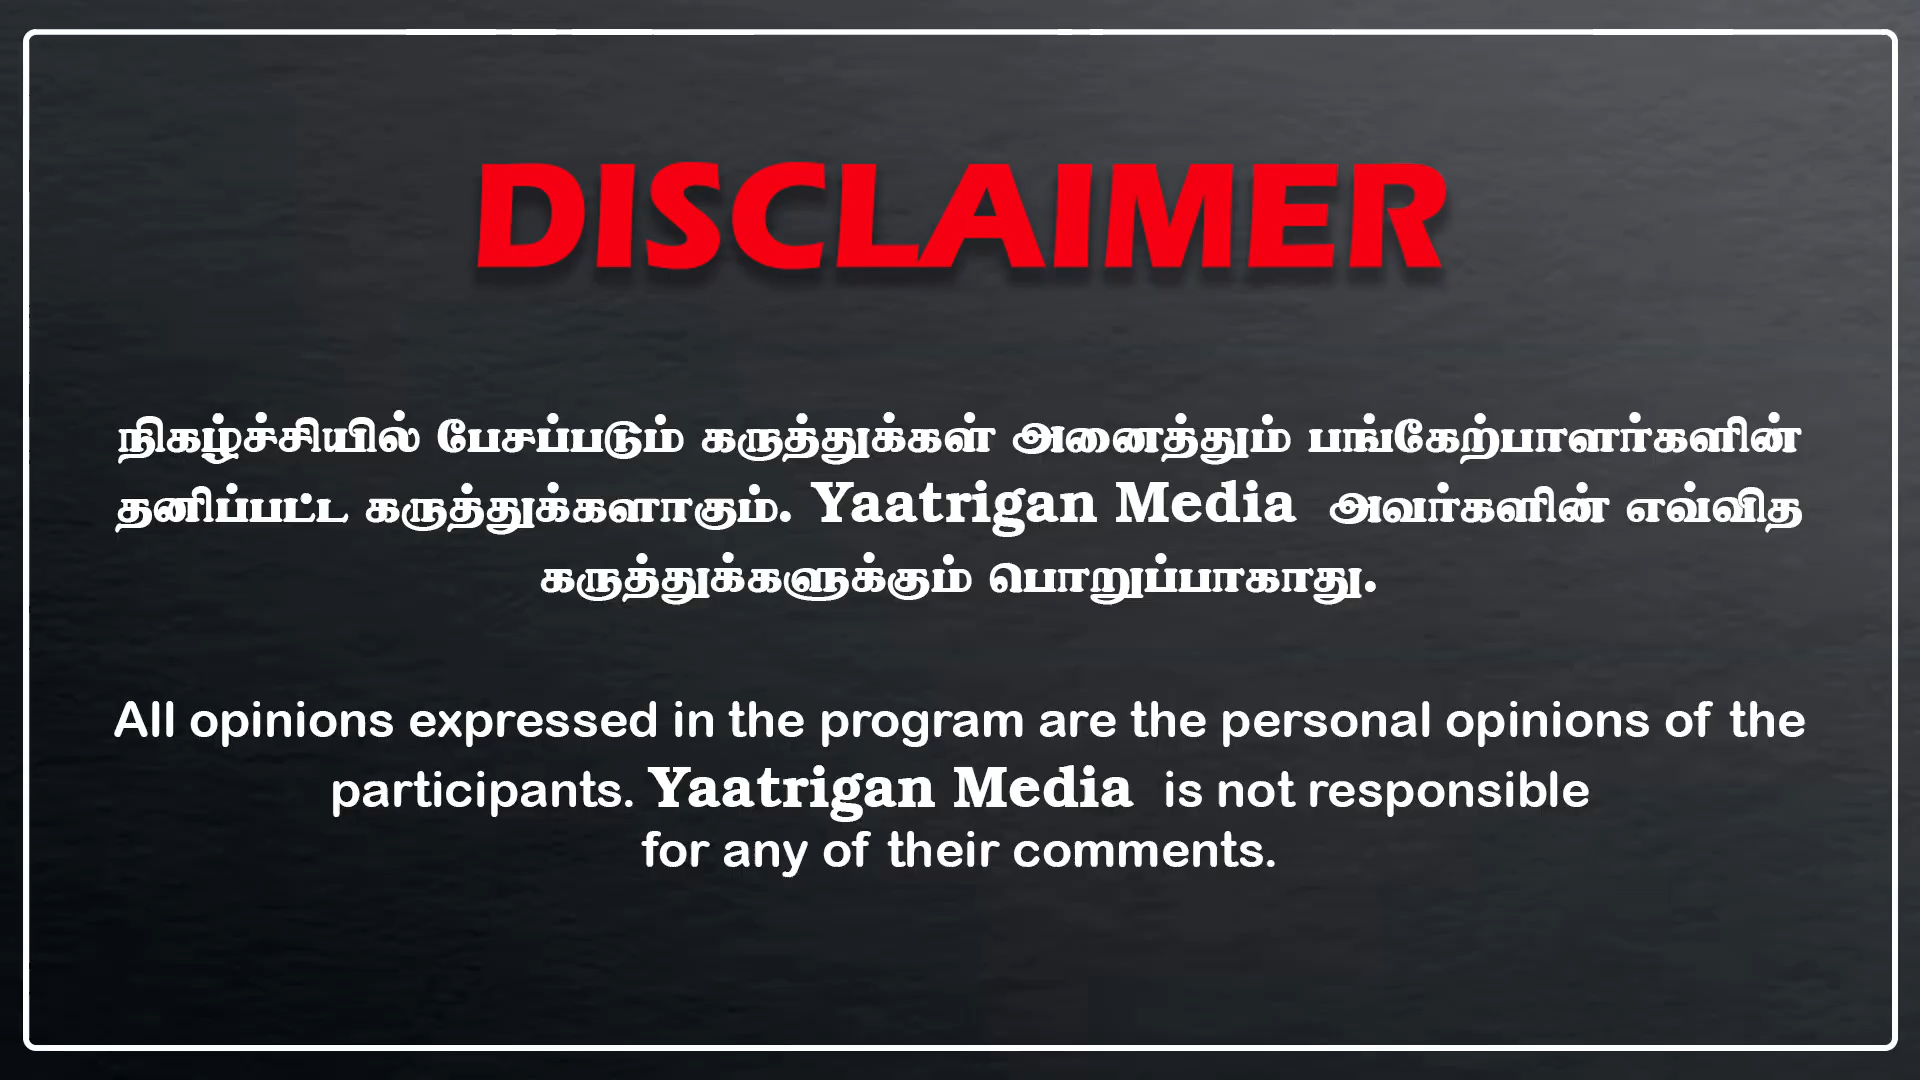 DISCLAIMER
நிகழ்ச்சியில் பேசப்படும் கருத்துக்கள் அனைத்தும் பங்கேற்பாளர்களின்
தனிப்பட்ட கருத்துக்களாகும். Yaatrigan Media அவர்களின் எவ்வித
கருத்துக்களுக்கும் பொறுப்பாகாது.
All opinions expressed in the program are the personal opinions of the
participants. Yaatrigan Media is not responsible
for any of their comments.